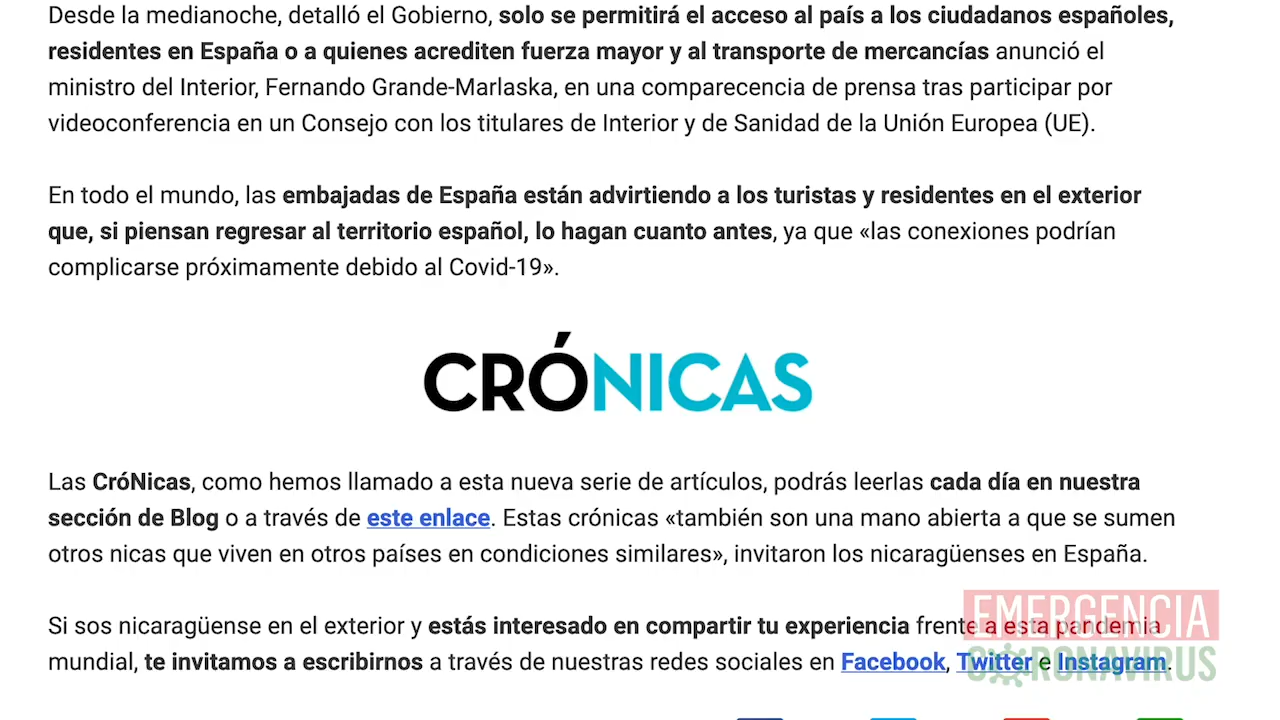 Desde la medianoche, detalló el Gobierno, solo se permitirá el acceso al país a los ciudadanos españoles,
residentes en España o a quienes acrediten fuerza mayor y al transporte de mercancías anunció el
ministro del Interior, Fernando Grande-Marlaska, en una comparecencia de prensa tras participar por
videoconferencia en un Consejo con los titulares de Interior y de Sanidad de la Unión Europea (UE).
En todo el mundo, las embajadas de España están advirtiendo a los turistas y residentes en el exterior
que, si piensan regresar al territorio español, lo hagan cuanto antes, ya que «las conexiones podrían
complicarse próximamente debido al Covid-19».
CRÓNICAS
Las CróNicas, como hemos llamado a esta nueva serie de artículos, podrás leerlas cada día en nuestra
sección de Blog o a través de este enlace. Estas crónicas «también son una mano abierta a que se sumen
otros nicas que viven en otros países en condiciones similares», invitaron los nicaragüenses en España.
Si sos nicaragüense en el exterior y estás interesado en compartir tu experiencia frente a esta pandemia
mundial, te invitamos a escribirnos a través de nuestras redes sociales en Facebook, Twitter e Instagram.
EMERGENCIA
CORONAVIRUS